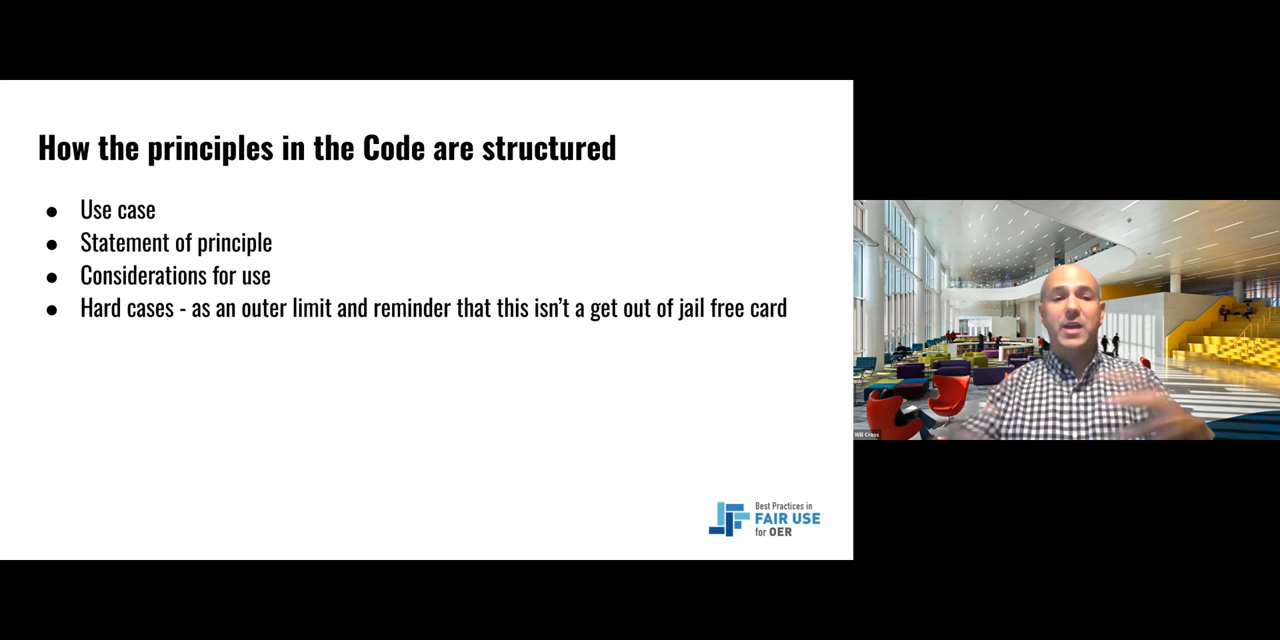 How the principles in the Code are structured
● Use case
● Statement of principle
● Considerations for use
● Hard cases - as an outer limit and reminder that this isn't a get out of jail free card
Best Practices in
FAIR USE
for OER
Will Cross